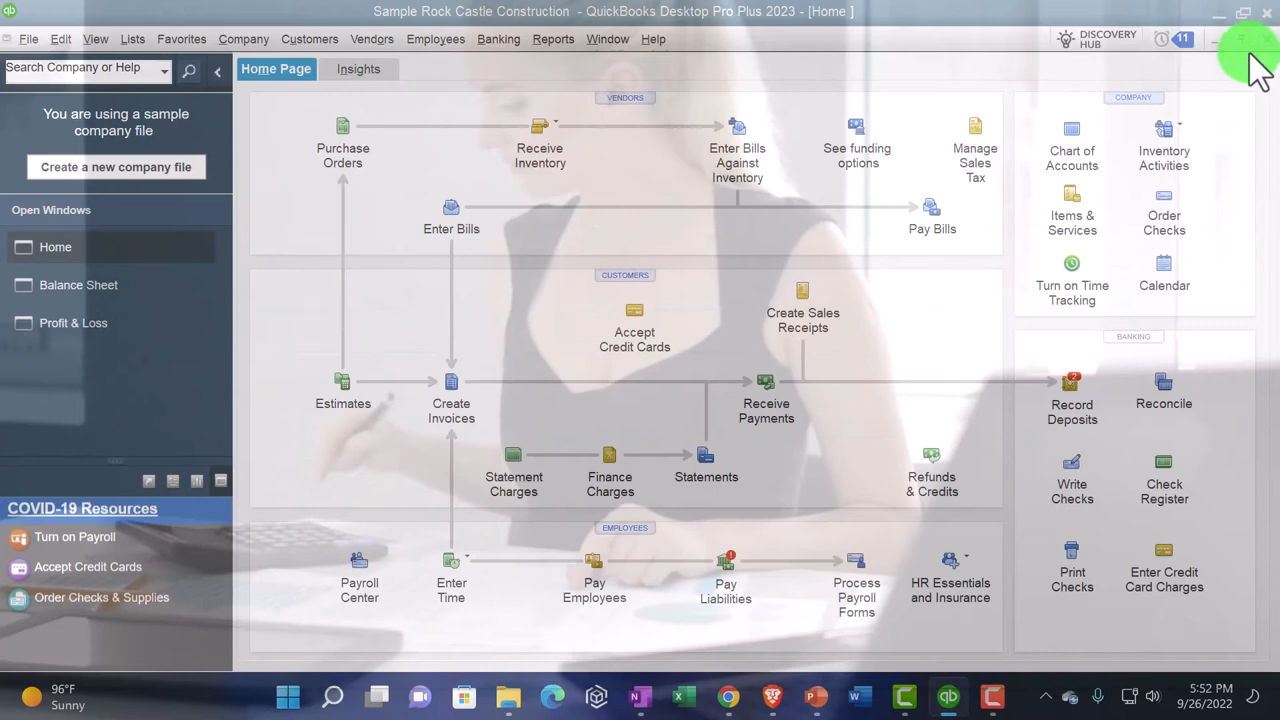 Sample Rock Castle Construction - QuickBooks Desktop Pro Plus 2023 - [Home ]
File Edit View Lists Favorites Company Customers Vendors Employees Banking Reports Window Help
DISCOVERY
HUB
11
Search Company or Help
Home Page
Insights
You are using a sample
company file
Create a new company file
Open Windows
Home
Balance Sheet
Profit & Loss
COVID-19 Resources
Turn on Payroll
Accept Credit Cards
Order Checks & Supplies
VENDORS
Purchase
Orders
Receive
Inventory
Enter Bills
Against
Inventory
See funding
options
Manage
Sales
Tax
Enter Bills
Pay Bills
CUSTOMERS
Accept
Credit Cards
Create Sales
Receipts
Estimates
Create
Invoices
Receive
Payments
Statement
Charges
Finance
Charges
Statements
Refunds
& Credits
EMPLOYEES
Payroll
Center
Enter
Time
Pay
Employees
Pay
Liabilities
Process
Payroll
Forms
HR Essentials
and Insurance
COMPANY
Chart of
Accounts
Inventory
Activities
Items &
Services
Order
Checks
Turn on Time
Tracking
Calendar
BANKING
2
Record
Deposits
Reconcile
Write
Checks
Check
Register
Print
Checks
Enter Credit
Card Charges
96°F
Sunny
5:52 PM
9/26/2022